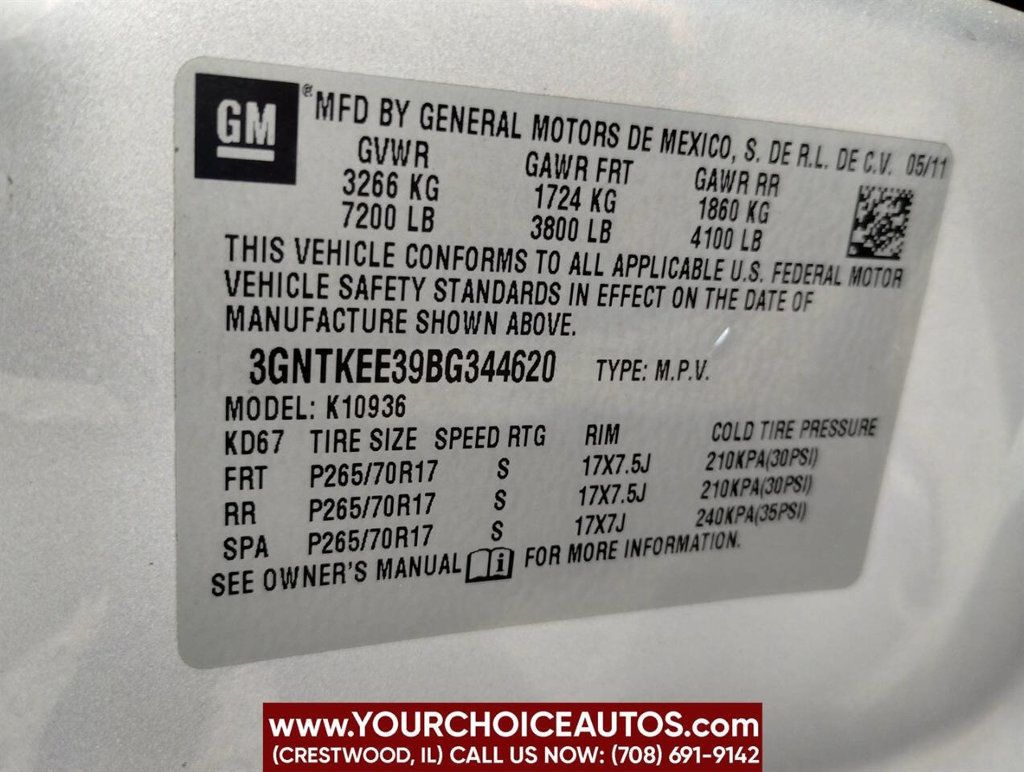 GM® MFD BY GENERAL MOTORS DE MEXICO, S. DE R.L. DE C.V. 05/11
GVWR GAWR FRT GAWR RR
3266 KG 1724 KG 1860 KG
7200 LB 3800 LB 4100 LB
THIS VEHICLE CONFORMS TO ALL APPLICABLE U.S. FEDERAL MOTOR
VEHICLE SAFETY STANDARDS IN EFFECT ON THE DATE OF
MANUFACTURE SHOWN ABOVE.
3GNTKEE39BG344620 TYPE: M.P.V.
MODEL: K10936
KD67 TIRE SIZE SPEED RTG RIM COLD TIRE PRESSURE
FRT P265/70R17 S 17X7.5J 210KPA(30PSI)
RR P265/70R17 S 17X7.5J 210KPA(30PSI)
SPA P265/70R17 S 17X7J 240KPA(35PSI)
SEE OWNER'S MANUAL i FOR MORE INFORMATION.
www.YOURCHOICEAUTOS.com
(CRESTWOOD, IL) CALL US NOW: (708) 691-9142